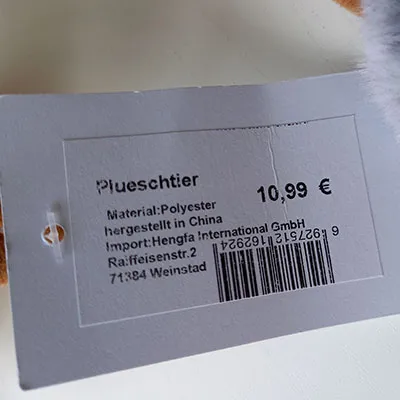 Plueschtier
10,99 €
Material:Polyester
hergestellt in China
Import:Hengfa International GmbH
Raiffeisenstr.2
71384 Weinstad
6 927512 162924